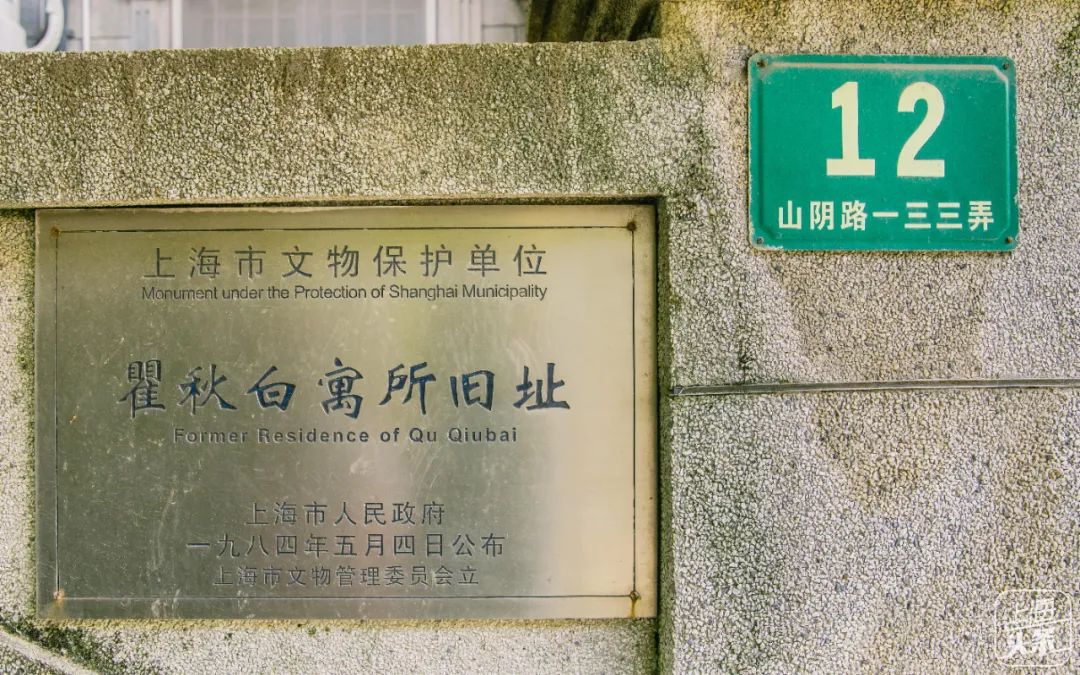 12
山阴路一三三弄
上海市文物保护单位
Monument under the Protection of Shanghai Municipality
瞿秋白寓所旧址
Former Residence of Qu Qiubai
上海市人民政府
一九八四年五月四日公布
上海市文物管理委员会立